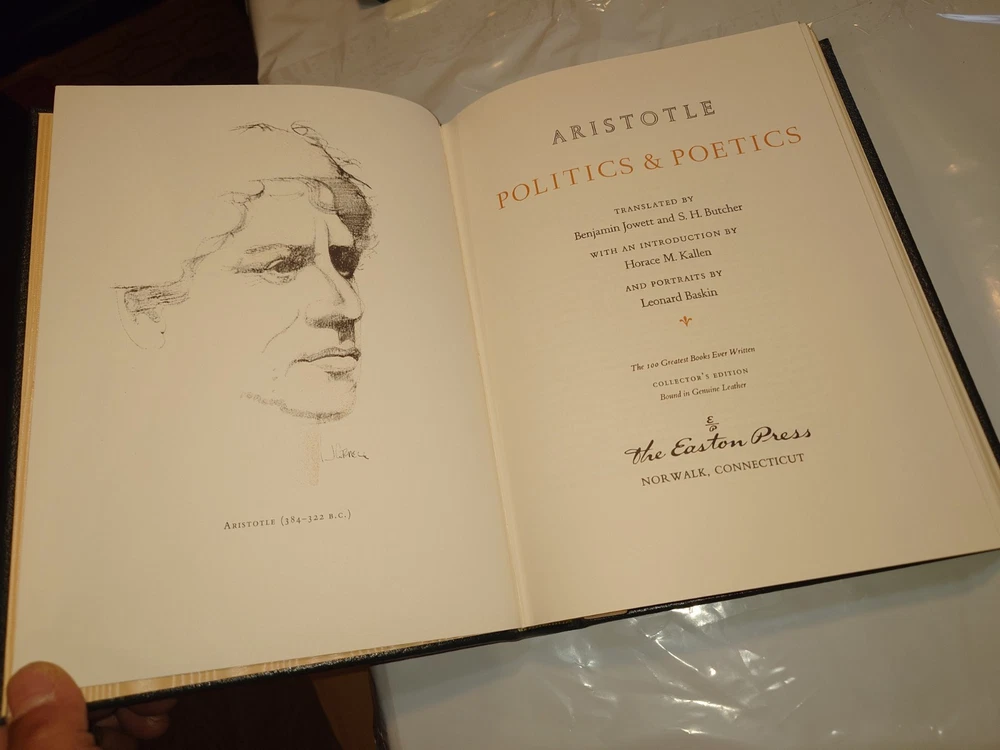 ARISTOTLE (384–322 B.C.)
ARISTOTLE
POLITICS & POETICS
TRANSLATED BY
Benjamin Jowett and S. H. Butcher
WITH AN INTRODUCTION BY
Horace M. Kallen
AND PORTRAITS BY
Leonard Baskin
The 100 Greatest Books Ever Written
COLLECTOR'S EDITION
Bound in Genuine Leather
The Easton Press
NORWALK, CONNECTICUT